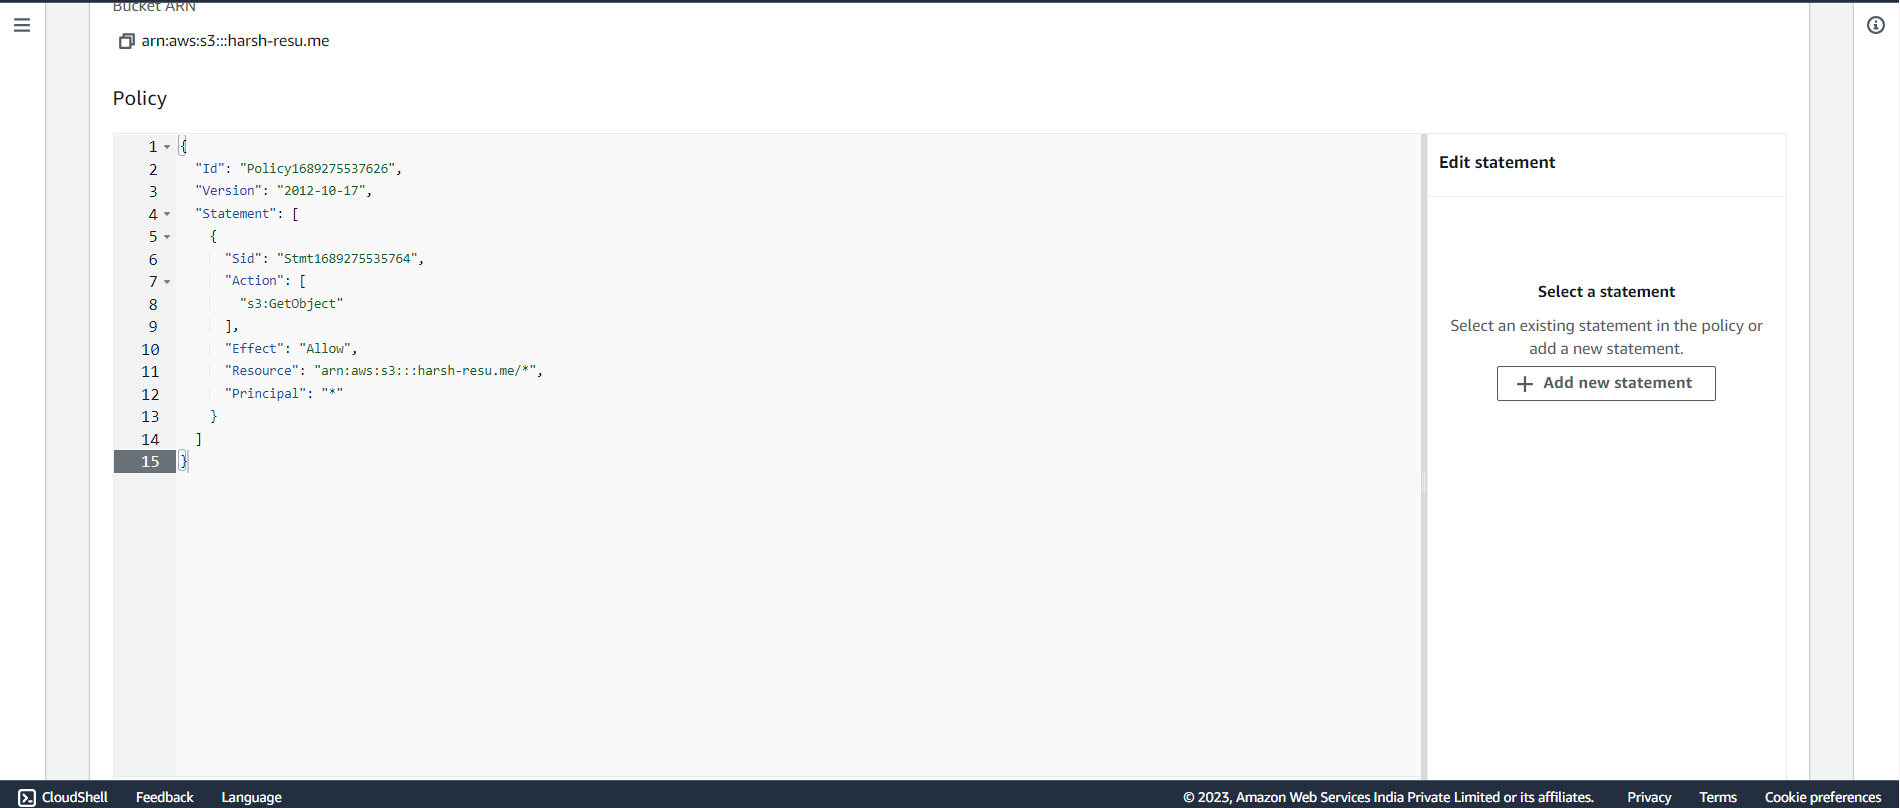 Bucket ARN
arn:aws:s3:::harsh-resu.me
Policy
1 {
2 "Id": "Policy1689275537626",
3 "Version": "2012-10-17",
4 "Statement": [
5 {
6 "Sid": "Stmt1689275535764",
7 "Action": [
8 "s3:GetObject"
9 ],
10 "Effect": "Allow",
11 "Resource": "arn:aws:s3:::harsh-resu.me/*",
12 "Principal": "*"
13 }
14 ]
15 }
Edit statement
Select a statement
Select an existing statement in the policy or
add a new statement.
+ Add new statement
CloudShell Feedback Language © 2023, Amazon Web Services India Private Limited or its affiliates. Privacy Terms Cookie preferences